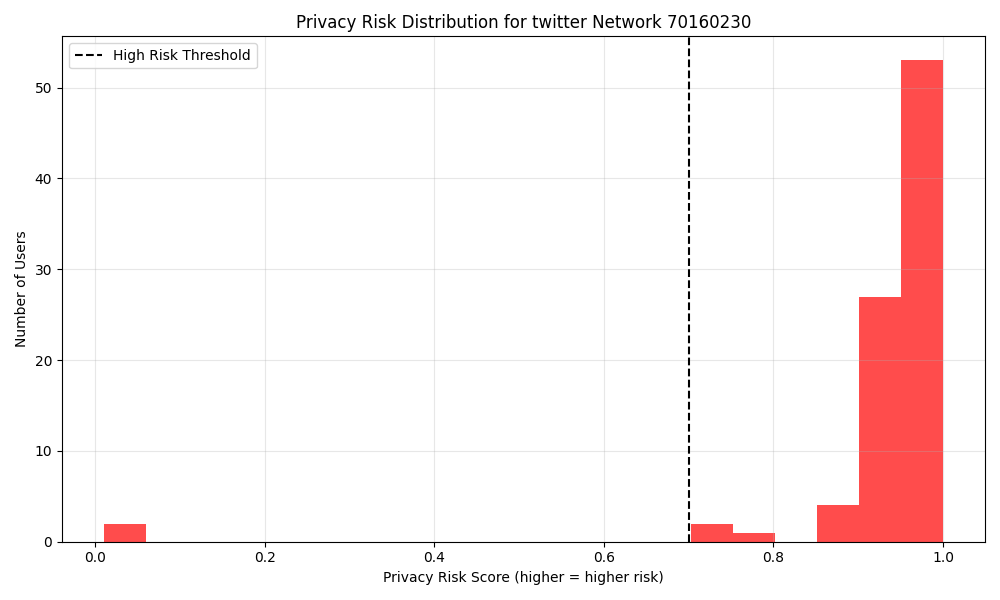 Privacy Risk Distribution for twitter Network 70160230
High Risk Threshold
Number of Users
50
40
30
20
10
0
0.0 0.2 0.4 0.6 0.8 1.0
Privacy Risk Score (higher = higher risk)